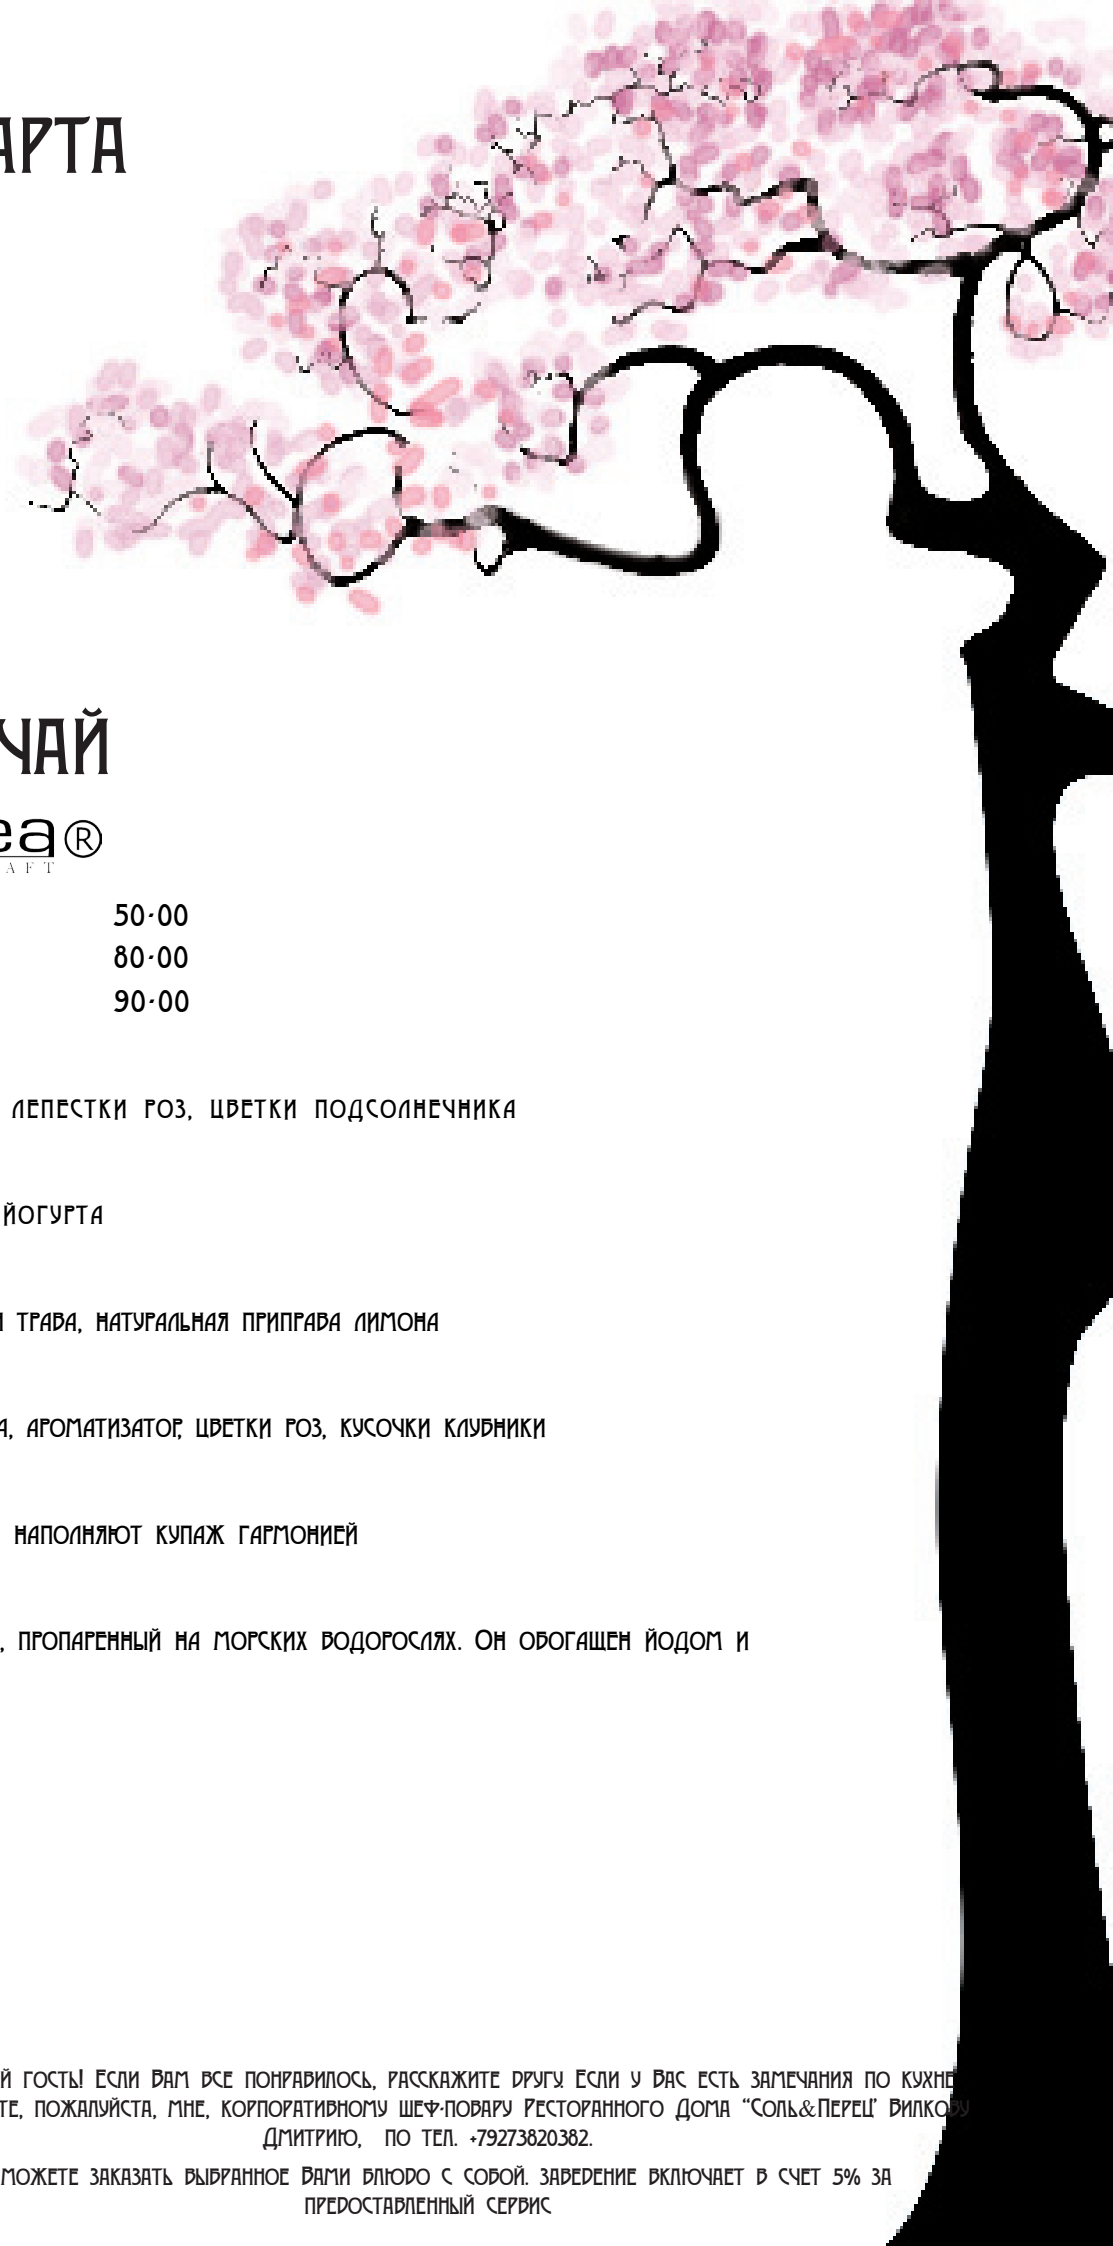 АРТА
ЧАЙ
ea®
AFT
50·00
80·00
90·00
ЛЕПЕСТКИ РОЗ, ЦВЕТКИ ПОДСОЛНЕЧНИКА
ЙОГУРТА
И ТРАВА, НАТУРАЛЬНАЯ ПРИПРАВА ЛИМОНА
А, АРОМАТИЗАТОР, ЦВЕТКИ РОЗ, КУСОЧКИ КЛУБНИКИ
НАПОЛНЯЮТ КУПАЖ ГАРМОНИЕЙ
, ПРОПАРЕННЫЙ НА МОРСКИХ ВОДОРОСЛЯХ. ОН ОБОГАЩЕН ЙОДОМ И
Й ГОСТЬ! ЕСЛИ ВАМ ВСЕ ПОНРАВИЛОСЬ, РАССКАЖИТЕ ДРУГУ. ЕСЛИ У ВАС ЕСТЬ ЗАМЕЧАНИЯ ПО КУХНЕ
ТЕ, ПОЖАЛУЙСТА, МНЕ, КОРПОРАТИВНОМУ ШЕФ-ПОВАРУ РЕСТОРАННОГО ДОМА “СОЛЬ&ПЕРЕЦ” ВИЛКОВУ
ДМИТРИЮ, ПО ТЕЛ. +79273820382.
МОЖЕТЕ ЗАКАЗАТЬ ВЫБРАННОЕ ВАМИ БЛЮДО С СОБОЙ. ЗАВЕДЕНИЕ ВКЛЮЧАЕТ В СЧЕТ 5% ЗА
ПРЕДОСТАВЛЕННЫЙ СЕРВИС